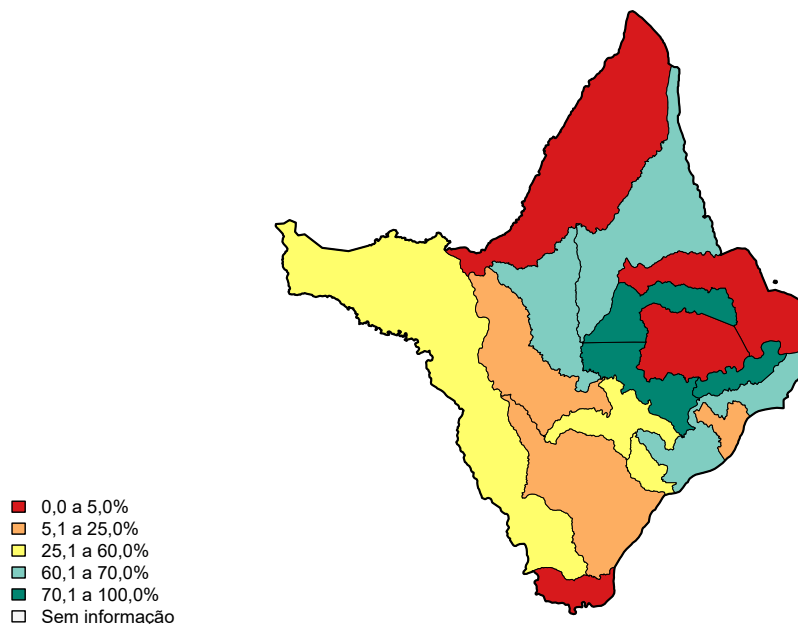 0,0 a 5,0%
5,1 a 25,0%
25,1 a 60,0%
60,1 a 70,0%
70,1 a 100,0%
Sem informação